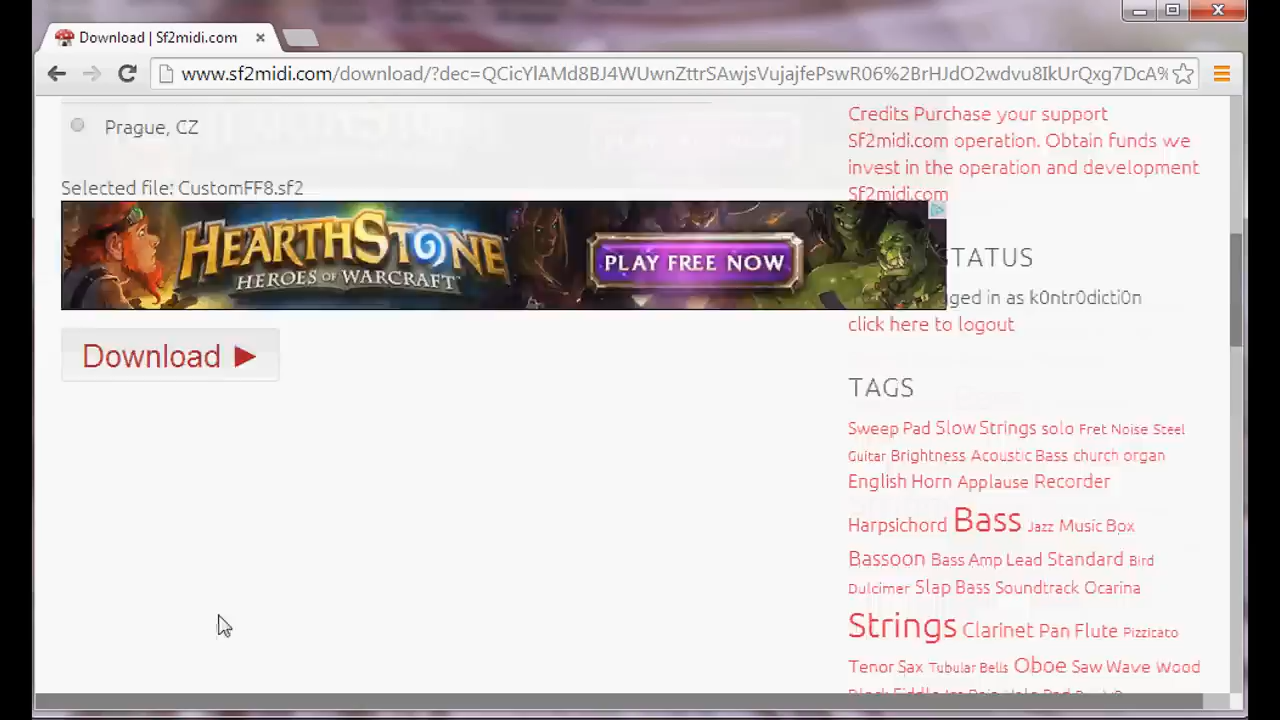 Download | Sf2midi.com
www.sf2midi.com/download/?dec=QCicYlAMd8BJ4WUwnZttrSAwjsVujajfePswR06%2BrHJdO2wdvu8IkUrQxg7DcA%
Prague, CZ
Selected file: CustomFF8.sf2
HEARTHSTONE
HEROES OF WARCRAFT
PLAY FREE NOW
Download
Credits Purchase your support
Sf2midi.com operation. Obtain funds we
invest in the operation and development
Sf2midi.com
TATUS
ged in as k0ntr0dicti0n
click here to logout
TAGS
Sweep Pad Slow Strings solo Fret Noise Steel
Guitar Brightness Acoustic Bass church organ
English Horn Applause Recorder
Harpsichord Bass Jazz Music Box
Bassoon Bass Amp Lead Standard Bird
Dulcimer Slap Bass Soundtrack Ocarina
Strings Clarinet Pan Flute Pizzicato
Tenor Sax Tubular Bells Oboe Saw Wave Wood